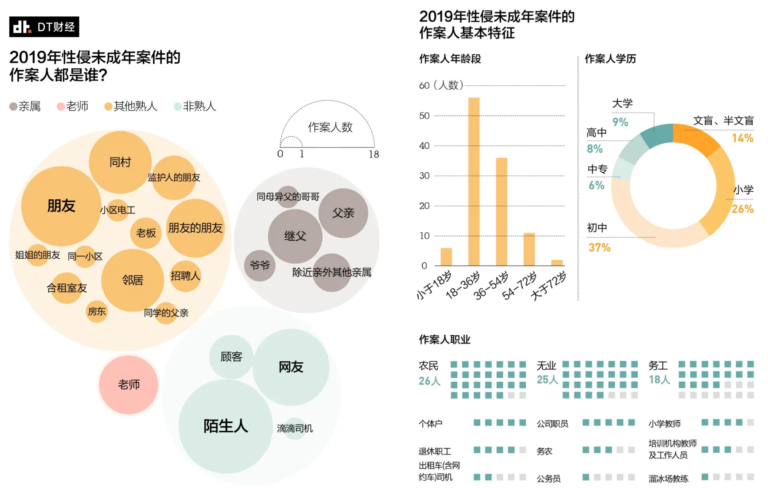 dt. DT财经
2019年性侵未成年案件的
作案人都是谁?
亲属
老师
其他熟人
非熟人
作案人数
0
1
18
同村
监护人的朋友
朋友
小区电工
朋友的朋友
老板
姐姐的朋友
同一小区
邻居
招聘人
合租室友
房东
同学的父亲
同母异父的哥哥
父亲
继父
爷爷
除近亲外其他亲属
老师
顾客
网友
陌生人
滴滴司机
2019年性侵未成年案件的
作案人基本特征
作案人年龄段
60 (人数)
50
40
30
20
10
0
小于18岁
18-36岁
36-54岁
54-72岁
大于72岁
作案人学历
大学
9%
高中
8%
中专
6%
初中
37%
文盲、半文盲
14%
小学
26%
作案人职业
农民
26人
无业
25人
务工
18人
个体户
公司职员
小学教师
退休职工
务农
培训机构教师
及工作人员
出租车(含网
约车)司机
公务员
溜冰场教练